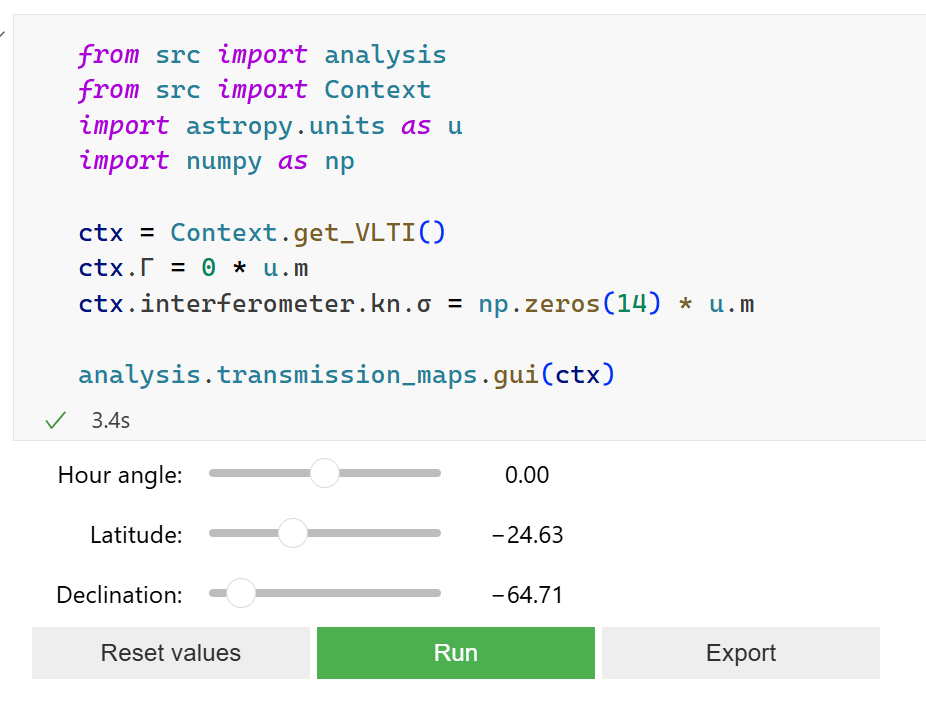 from src import analysis
from src import Context
import astropy.units as u
import numpy as np
ctx = Context.get_VLTI()
ctx.Γ = 0 * u.m
ctx.interferometer.kn.σ = np.zeros(14) * u.m
analysis.transmission_maps.gui(ctx)
✓ 3.4s
Hour angle: 0.00
Latitude: −24.63
Declination: −64.71
Reset values Run Export